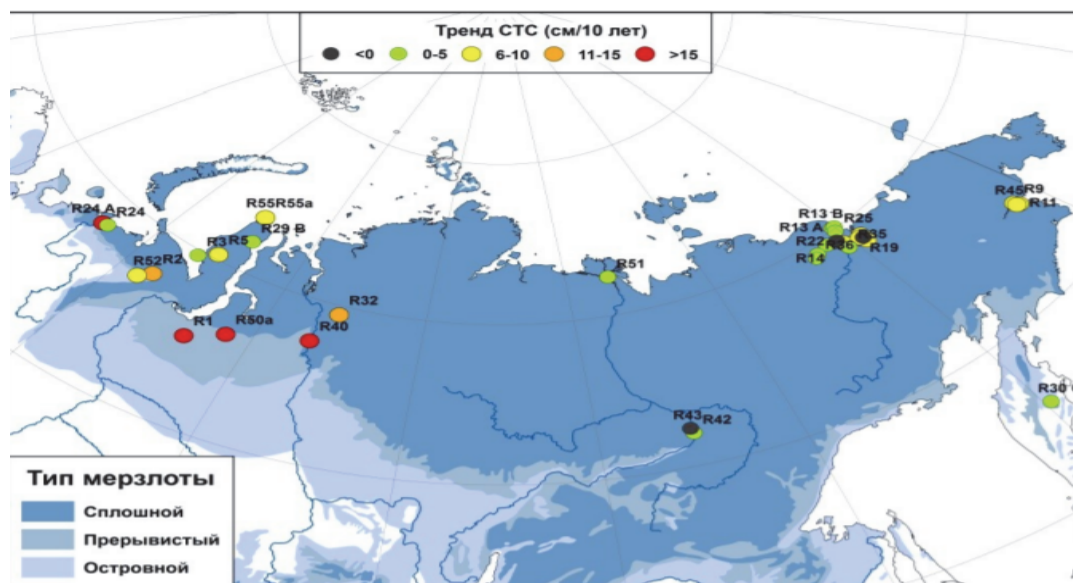 Тренд СТС (см/10 лет)
<0 0-5 6-10 11-15 >15
R45 R9
R11
R24 A R24
R55R55a
R13 B R25
R13 A
R29 B
R3 R5
R22 R36 R35
R19
R14
R52 R2
R51
R32
R1 R50a
R40
R30
R43 R42
Тип мерзлоты
Сплошной
Прерывистый
Островной